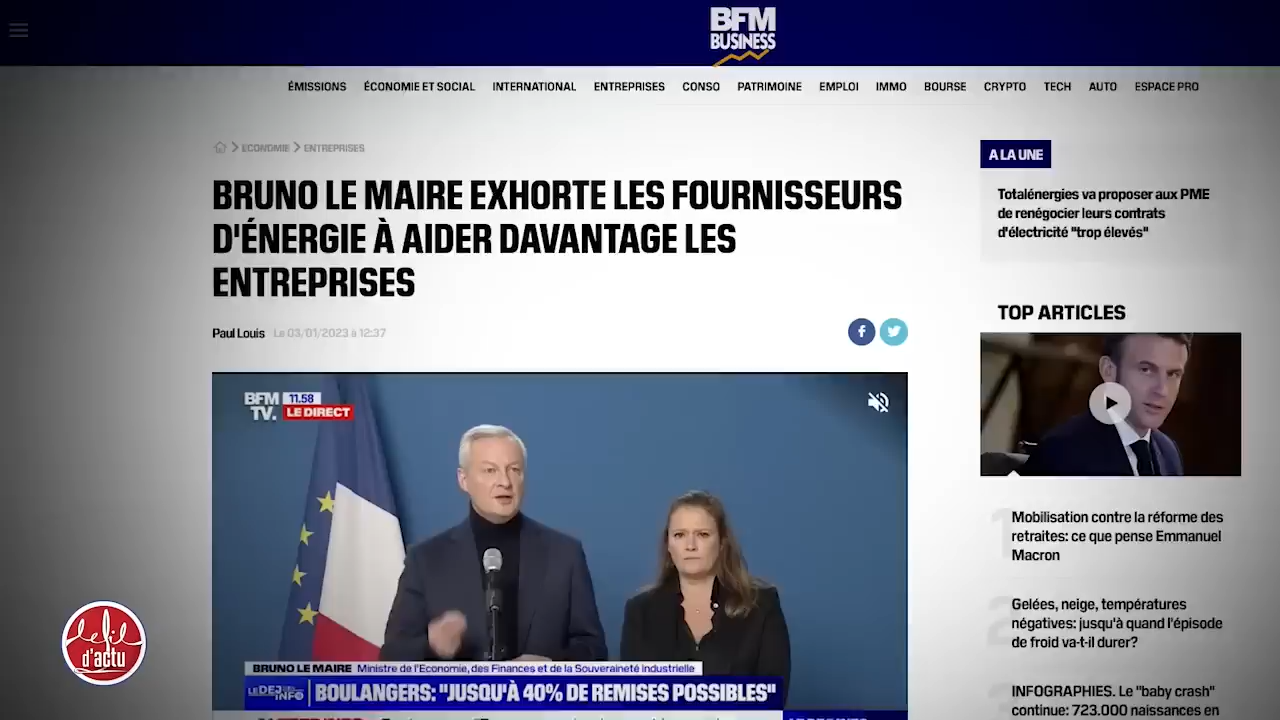 BFM
BUSINESS
ÉMISSIONS ÉCONOMIE ET SOCIAL INTERNATIONAL ENTREPRISES CONSO PATRIMOINE EMPLOI IMMO BOURSE CRYPTO TECH AUTO ESPACE PRO
ECONOMIE ENTREPRISES
BRUNO LE MAIRE EXHORTE LES FOURNISSEURS
D'ÉNERGIE À AIDER DAVANTAGE LES
ENTREPRISES
Paul Louis Le 03/01/2023 à 12:37
BFM 11.58
TV. LE DIRECT
BRUNO LE MAIRE Ministre de l'Economie, des Finances et de la Souveraineté industrielle
BOULANGERS: "JUSQU'À 40% DE REMISES POSSIBLES"
A LA UNE
Totalénergies va proposer aux PME
de renégocier leurs contrats
d'électricité "trop élevés"
TOP ARTICLES
1
Mobilisation contre la réforme des
retraites: ce que pense Emmanuel
Macron
2
Gelées, neige, températures
négatives: jusqu'à quand l'épisode
de froid va-t-il durer?
INFOGRAPHIES. Le "baby crash"
continue: 723.000 naissances en
le fil
d'actu